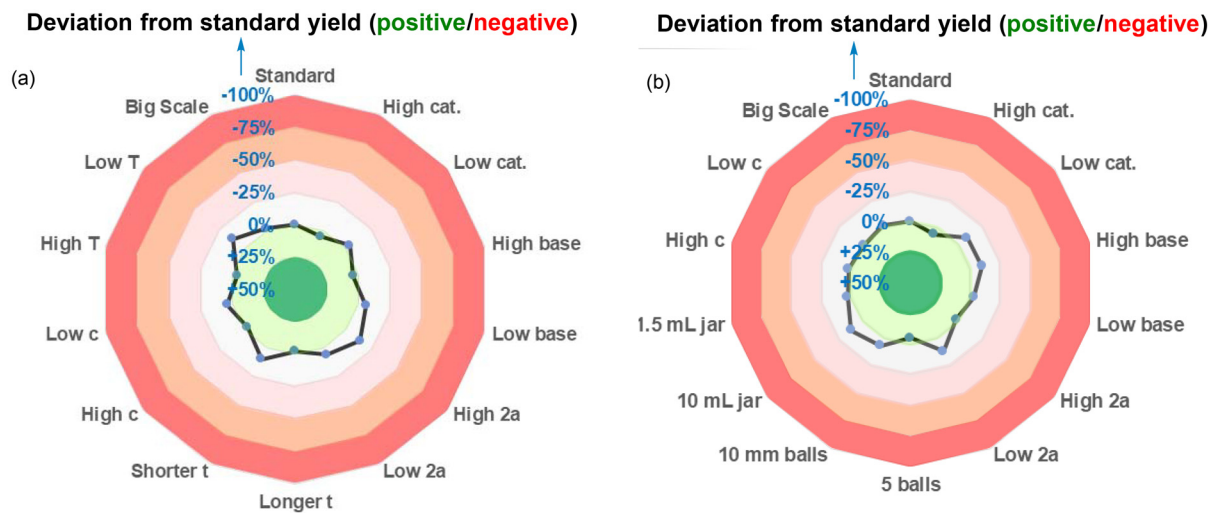 Deviation from standard yield (positive/negative)
(a)
Standard
Big Scale
High cat.
Low T
Low cat.
High T
High base
Low c
Low base
High c
High 2a
Shorter t
Low 2a
Longer t
-100%
-75%
-50%
-25%
0%
+25%
+50%
Deviation from standard yield (positive/negative)
(b)
Standard
Big Scale
High cat.
Low c
Low cat.
High c
High base
1.5 mL jar
Low base
10 mL jar
High 2a
10 mm balls
Low 2a
5 balls
-100%
-75%
-50%
-25%
0%
+25%
+50%